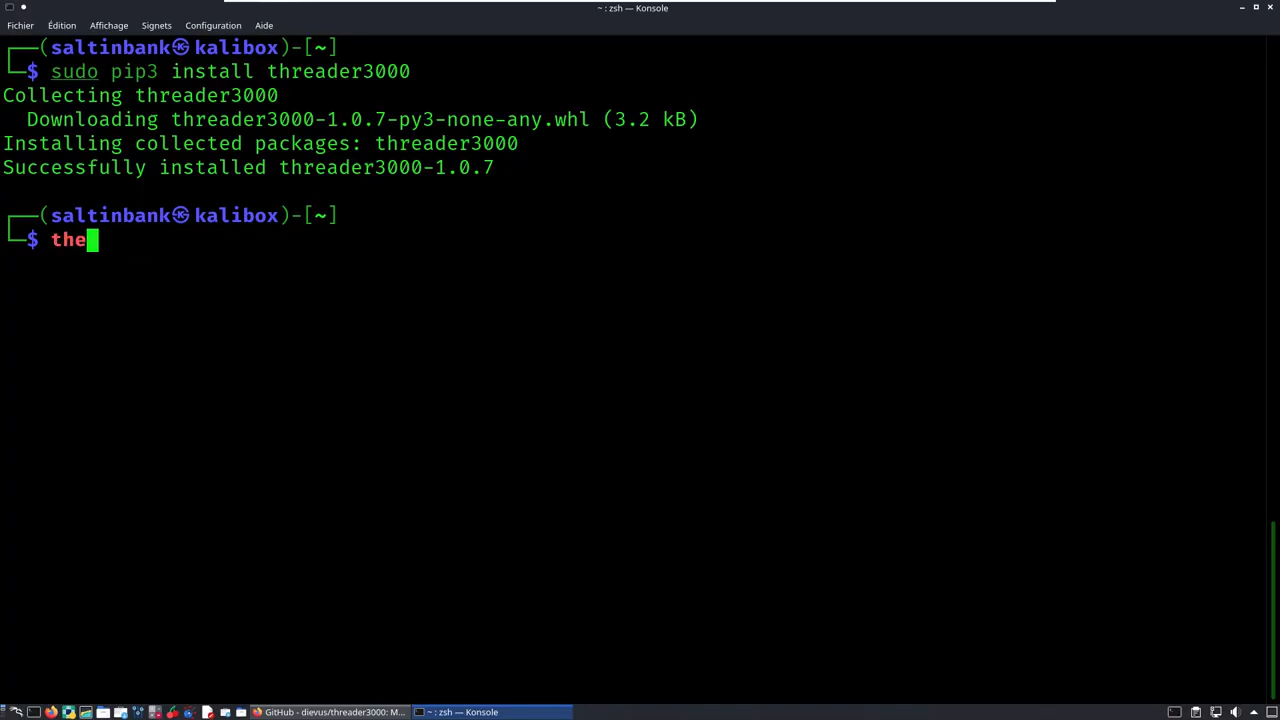 ~ : zsh — Konsole
Fichier Édition Affichage Signets Configuration Aide
┌──(saltinbank㉿kalibox)-[~]
└─$ sudo pip3 install threader3000
Collecting threader3000
  Downloading threader3000-1.0.7-py3-none-any.whl (3.2 kB)
Installing collected packages: threader3000
Successfully installed threader3000-1.0.7
┌──(saltinbank㉿kalibox)-[~]
└─$ the
GitHub - dievus/threader3000: M... ~ : zsh — Konsole